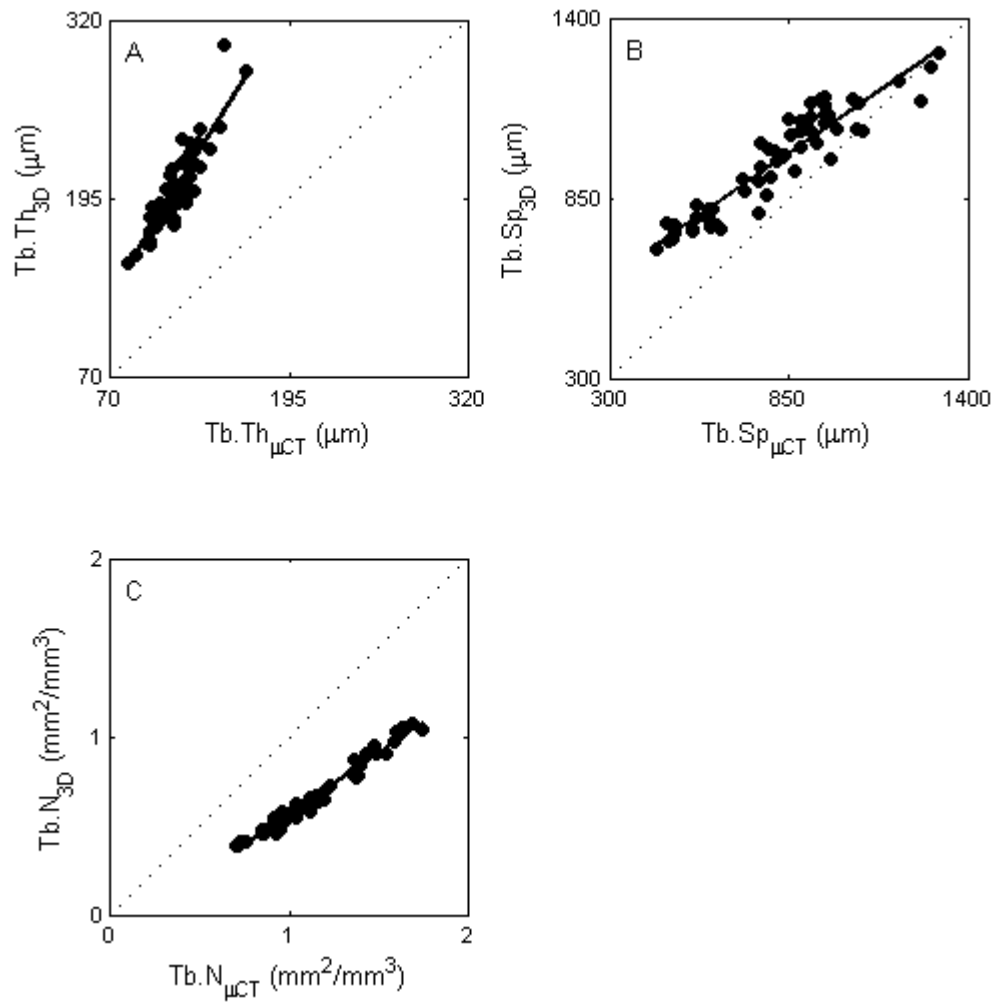 320
A
Tb.Th3D (μm)
195
70
70 195 320
Tb.ThμCT (μm)
1400
B
Tb.Sp3D (μm)
850
300
300 850 1400
Tb.SpμCT (μm)
2
C
Tb.N3D (mm²/mm³)
1
0
0 1 2
Tb.NμCT (mm²/mm³)